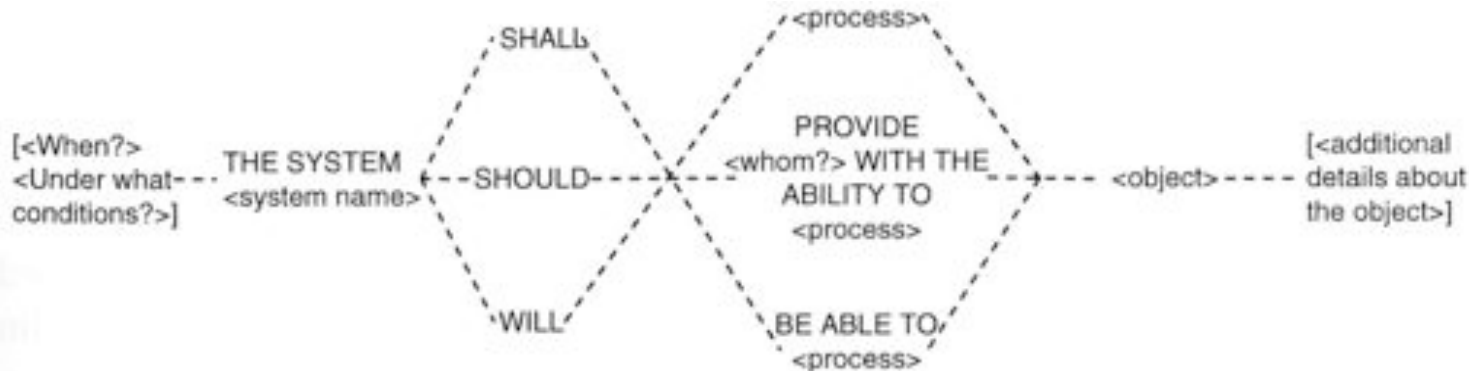 [<When?>
<Under what
conditions?>]
THE SYSTEM
<system name>
SHALL
SHOULD
WILL
<process>
PROVIDE
<whom?> WITH THE
ABILITY TO
<process>
BE ABLE TO
<process>
<object>
[<additional
details about
the object>]